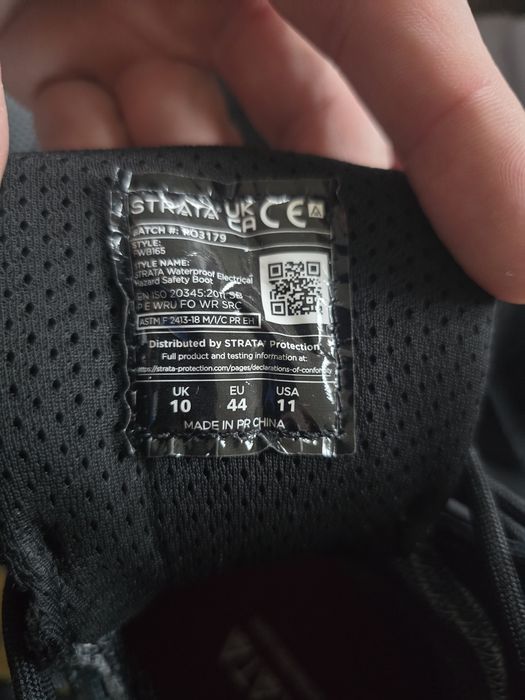 STRATA UK CA CE
BATCH #: RO3179
STYLE:
FWB165
STYLE NAME:
STRATA Waterproof Electrical
Hazard Safety Boot
EN ISO 20345:2011 SB
P E WRU FO WR SRC
ASTM F 2413-18 M/I/C PR EH
Distributed by STRATA Protection
Full product and testing information at:
https://strata-protection.com/pages/declarations-of-conformity
UK EU USA
10 44 11
MADE IN PR CHINA